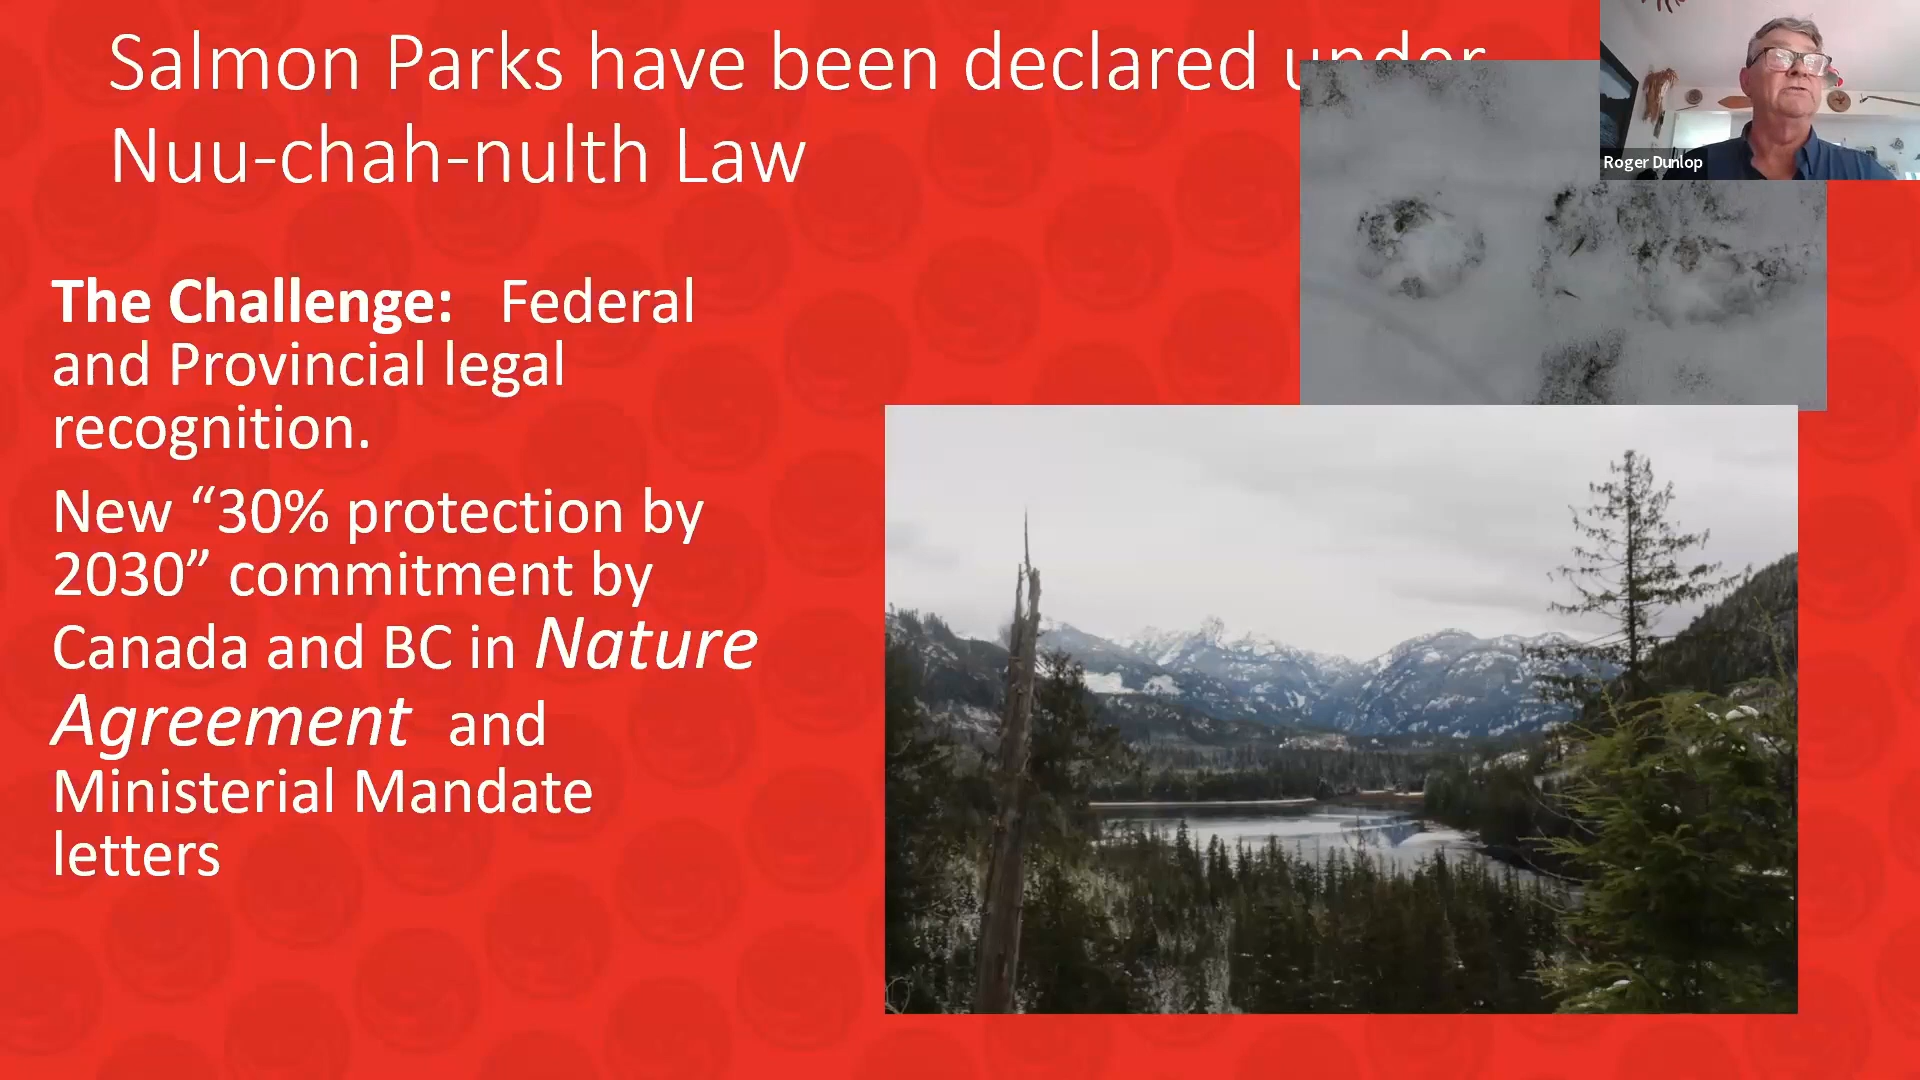 Salmon Parks have been declared under
Nuu-chah-nulth Law
Roger Dunlop
The Challenge: Federal
and Provincial legal
recognition.
New “30% protection by
2030” commitment by
Canada and BC in Nature
Agreement and
Ministerial Mandate
letters